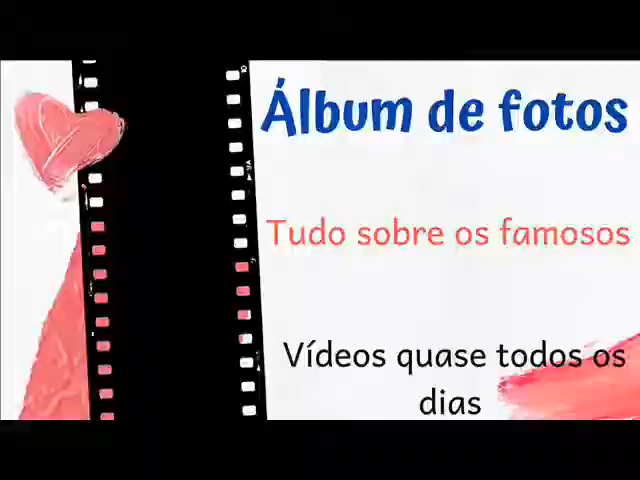 Álbum de fotos
Tudo sobre os famosos
Vídeos quase todos os
dias